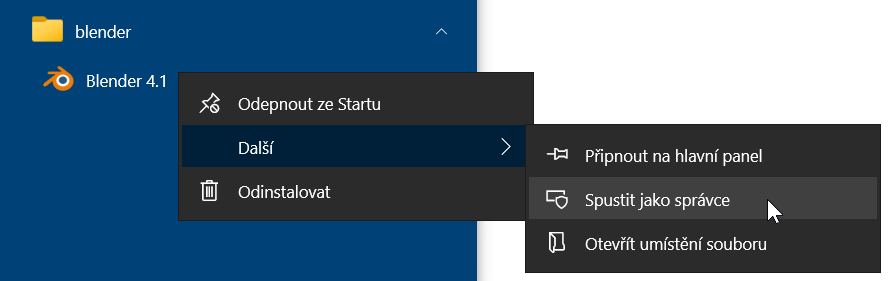 blender
Blender 4.1
Odepnout ze Startu
Další
Odinstalovat
Připnout na hlavní panel
Spustit jako správce
Otevřít umístění souboru